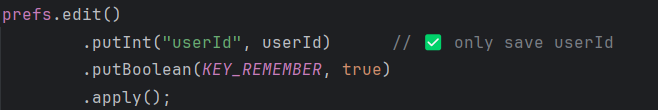 prefs.edit()
        .putInt("userId", userId)      // ✅ only save userId
        .putBoolean(KEY_REMEMBER, true)
        .apply();